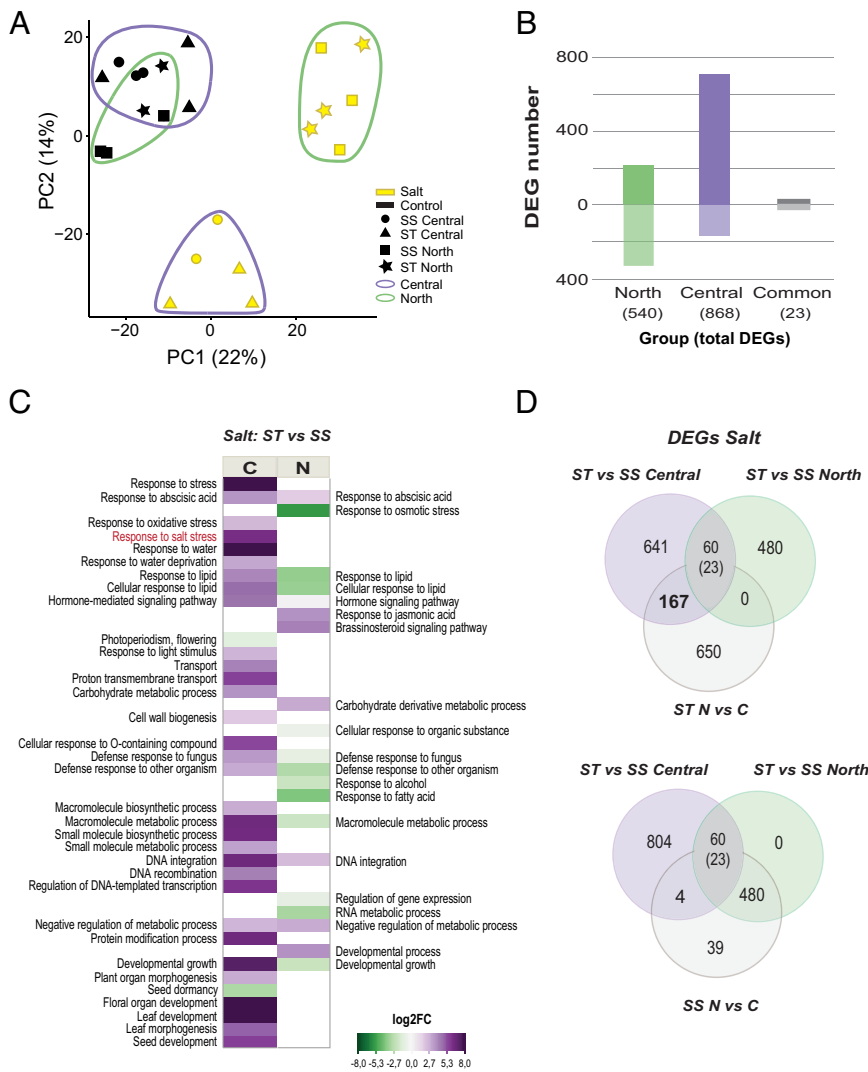 A
20
0
−20
PC2 (14%)
−20
0
20
PC1 (22%)
Salt
Control
SS Central
ST Central
SS North
ST North
Central
North
B
800
400
0
400
DEG number
North
(540)
Central
(868)
Common
(23)
Group (total DEGs)
C
Salt: ST vs SS
C N
Response to stress
Response to abscisic acid
Response to oxidative stress
Response to salt stress
Response to water
Response to water deprivation
Response to lipid
Cellular response to lipid
Hormone-mediated signaling pathway
Photoperiodism, flowering
Response to light stimulus
Transport
Proton transmembrane transport
Carbohydrate metabolic process
Cell wall biogenesis
Cellular response to O-containing compound
Defense response to fungus
Defense response to other organism
Macromolecule biosynthetic process
Macromolecule metabolic process
Small molecule biosynthetic process
Small molecule metabolic process
DNA integration
DNA recombination
Regulation of DNA-templated transcription
Negative regulation of metabolic process
Protein modification process
Developmental growth
Plant organ morphogenesis
Seed dormancy
Floral organ development
Leaf development
Leaf morphogenesis
Seed development
Response to abscisic acid
Response to osmotic stress
Response to lipid
Cellular response to lipid
Hormone signaling pathway
Response to jasmonic acid
Brassinosteroid signaling pathway
Carbohydrate derivative metabolic process
Cellular response to organic substance
Defense response to fungus
Defense response to other organism
Response to alcohol
Response to fatty acid
Macromolecule metabolic process
DNA integration
Regulation of gene expression
RNA metabolic process
Negative regulation of metabolic process
Developmental process
Developmental growth
log2FC
-8,0 -5,3 -2,7 0,0 2,7 5,3 8,0
D
DEGs Salt
ST vs SS Central
ST vs SS North
641
60
(23)
480
167
0
650
ST N vs C
ST vs SS Central
ST vs SS North
804
60
(23)
0
4
480
39
SS N vs C